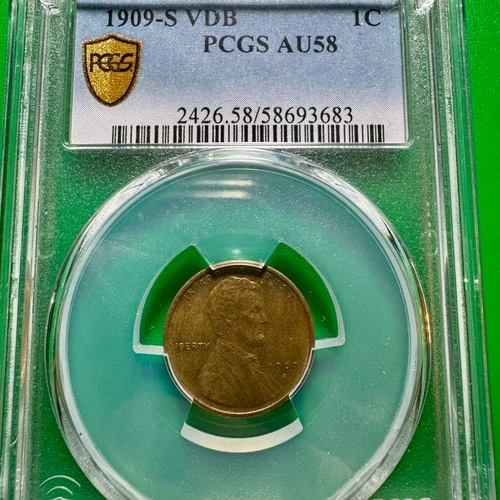 1909-S VDB 1C
PCGS AU58
PCGS
2426.58/58693683
LIBERTY